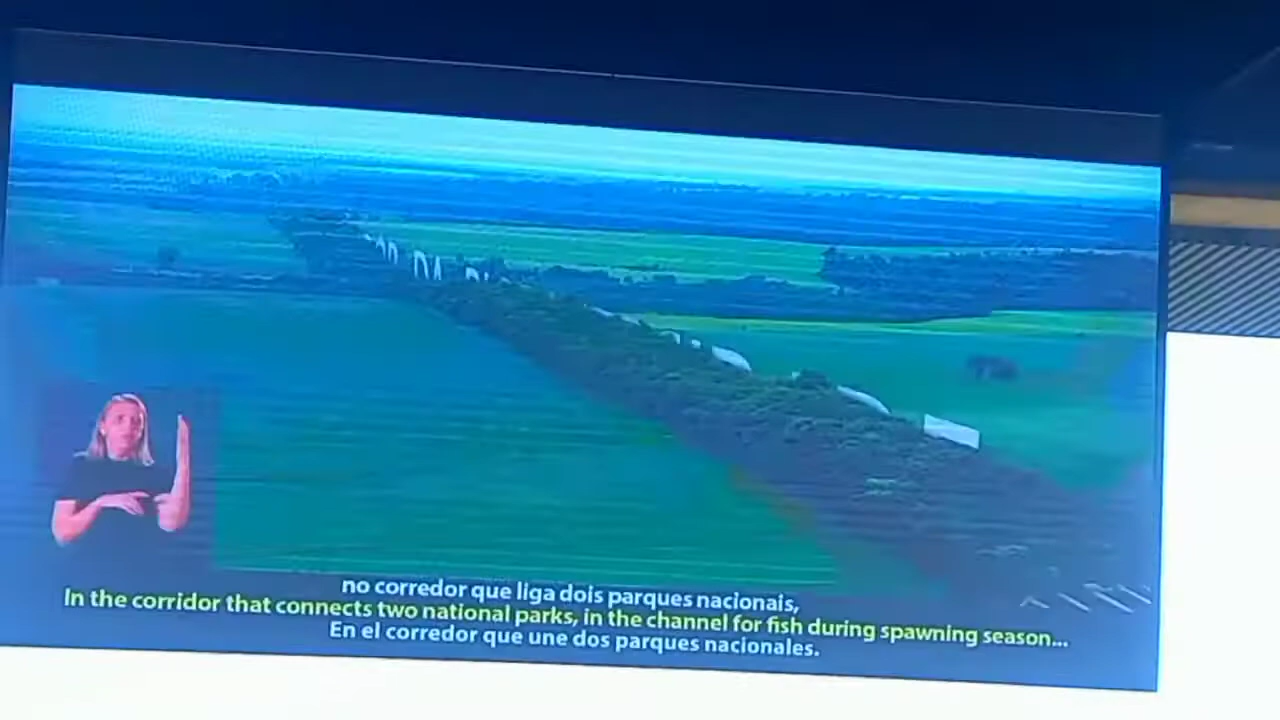 DA
no corredor que liga dois parques nacionais,
In the corridor that connects two national parks, in the channel for fish during spawning season...
En el corredor que une dos parques nacionales.